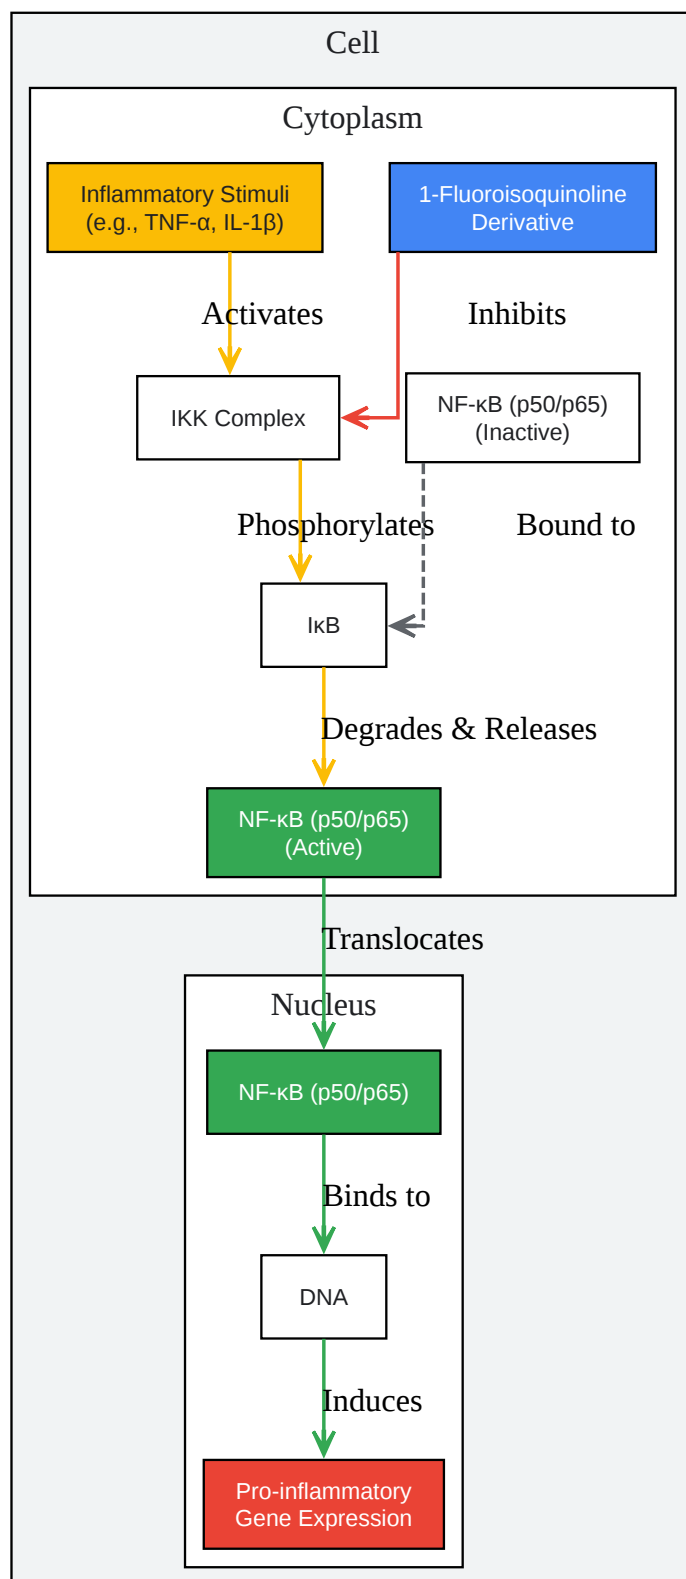 Cell
Cytoplasm
Inflammatory Stimuli
(e.g., TNF-α, IL-1β)
1-Fluoroisoquinoline
Derivative
Activates
Inhibits
IKK Complex
NF-κB (p50/p65)
(Inactive)
Phosphorylates
Bound to
IκB
Degrades & Releases
NF-κB (p50/p65)
(Active)
Translocates
Nucleus
NF-κB (p50/p65)
Binds to
DNA
Induces
Pro-inflammatory
Gene Expression